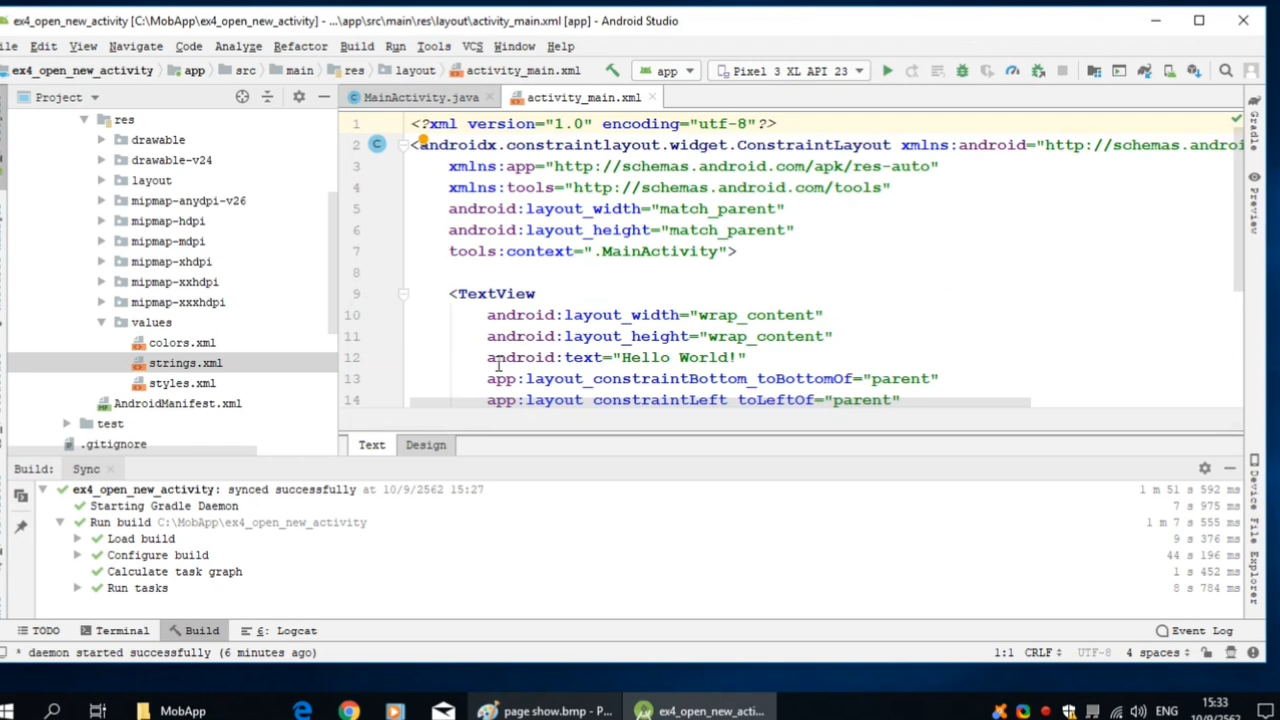 ex4_open_new_activity [C:\MobApp\ex4_open_new_activity] - ...\app\src\main\res\layout\activity_main.xml [app] - Android Studio
ile Edit View Navigate Code Analyze Refactor Build Run Tools VCS Window Help
ex4_open_new_activity app src main res layout activity_main.xml app Pixel 3 XL API 23
Project MainActivity.java activity_main.xml
res
drawable
drawable-v24
layout
mipmap-anydpi-v26
mipmap-hdpi
mipmap-mdpi
mipmap-xhdpi
mipmap-xxhdpi
mipmap-xxxhdpi
values
colors.xml
strings.xml
styles.xml
AndroidManifest.xml
test
.gitignore
1 <?xml version="1.0" encoding="utf-8"?>
2 <androidx.constraintlayout.widget.ConstraintLayout xmlns:android="http://schemas.androi
3 xmlns:app="http://schemas.android.com/apk/res-auto"
4 xmlns:tools="http://schemas.android.com/tools"
5 android:layout_width="match_parent"
6 android:layout_height="match_parent"
7 tools:context=".MainActivity">
8
9 <TextView
10 android:layout_width="wrap_content"
11 android:layout_height="wrap_content"
12 android:text="Hello World!"
13 app:layout_constraintBottom_toBottomOf="parent"
14 app:layout_constraintLeft_toLeftOf="parent"
Text Design
Gradle
Preview
Device File Explorer
Build: Sync
ex4_open_new_activity: synced successfully at 10/9/2562 15:27 1 m 51 s 592 ms
Starting Gradle Daemon 7 s 975 ms
Run build C:\MobApp\ex4_open_new_activity 1 m 7 s 555 ms
Load build 9 s 376 ms
Configure build 44 s 196 ms
Calculate task graph 1 s 452 ms
Run tasks 8 s 784 ms
TODO Terminal Build 6: Logcat Event Log
* daemon started successfully (6 minutes ago) 1:1 CRLF UTF-8 4 spaces
MobApp page show.bmp - P... ex4_open_new_acti... ENG 15:33
10/9/2562